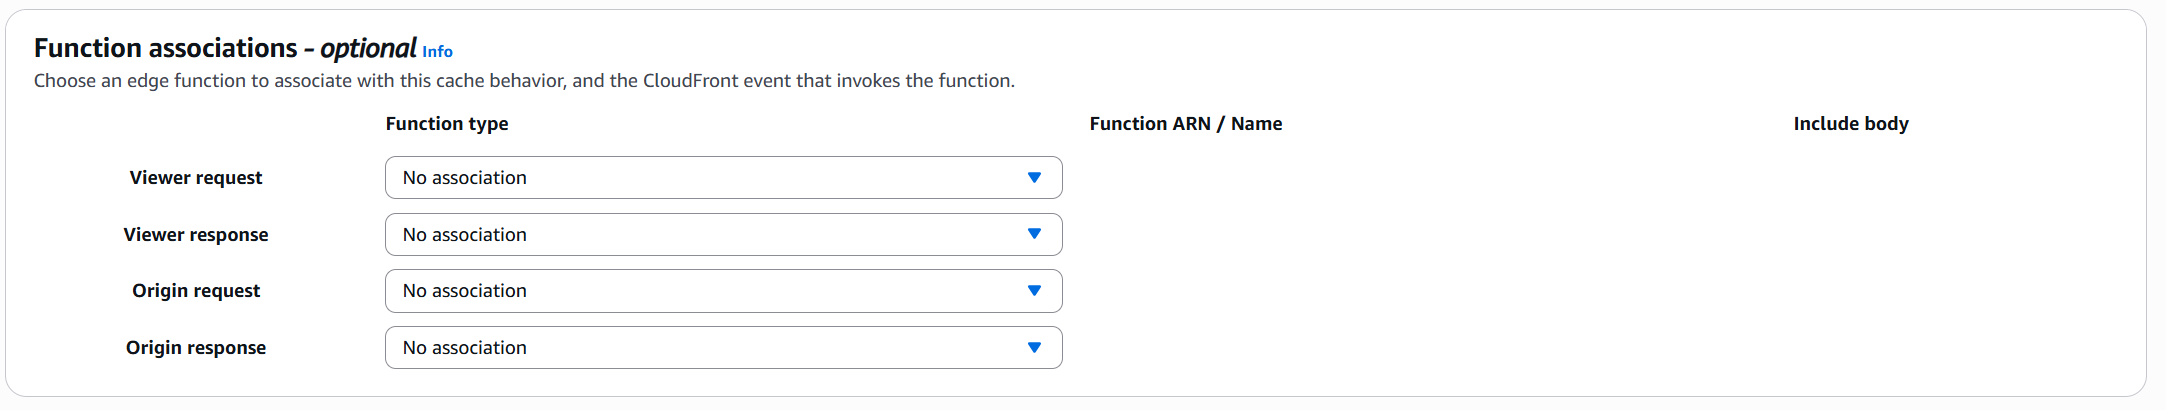 Function associations – optional Info
Choose an edge function to associate with this cache behavior, and the CloudFront event that invokes the function.
Function type Function ARN / Name Include body
Viewer request No association
Viewer response No association
Origin request No association
Origin response No association